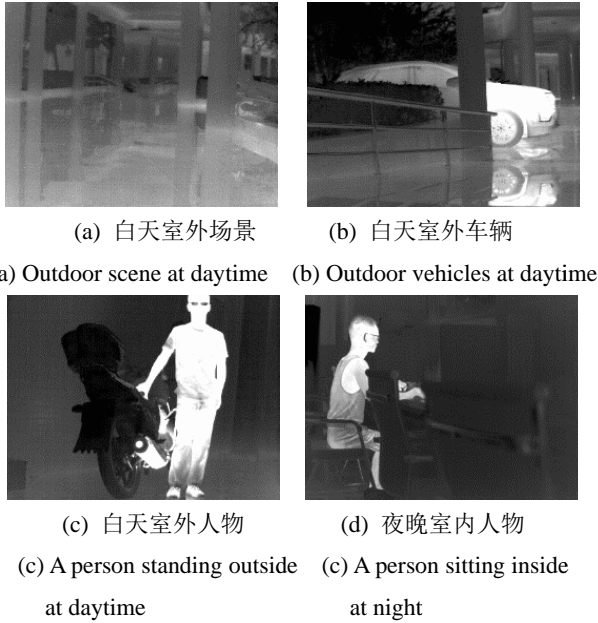 (a) 白天室外场景
(b) 白天室外车辆
a) Outdoor scene at daytime
(b) Outdoor vehicles at daytime
(c) 白天室外人物
(d) 夜晚室内人物
(c) A person standing outside
at daytime
(c) A person sitting inside
at night